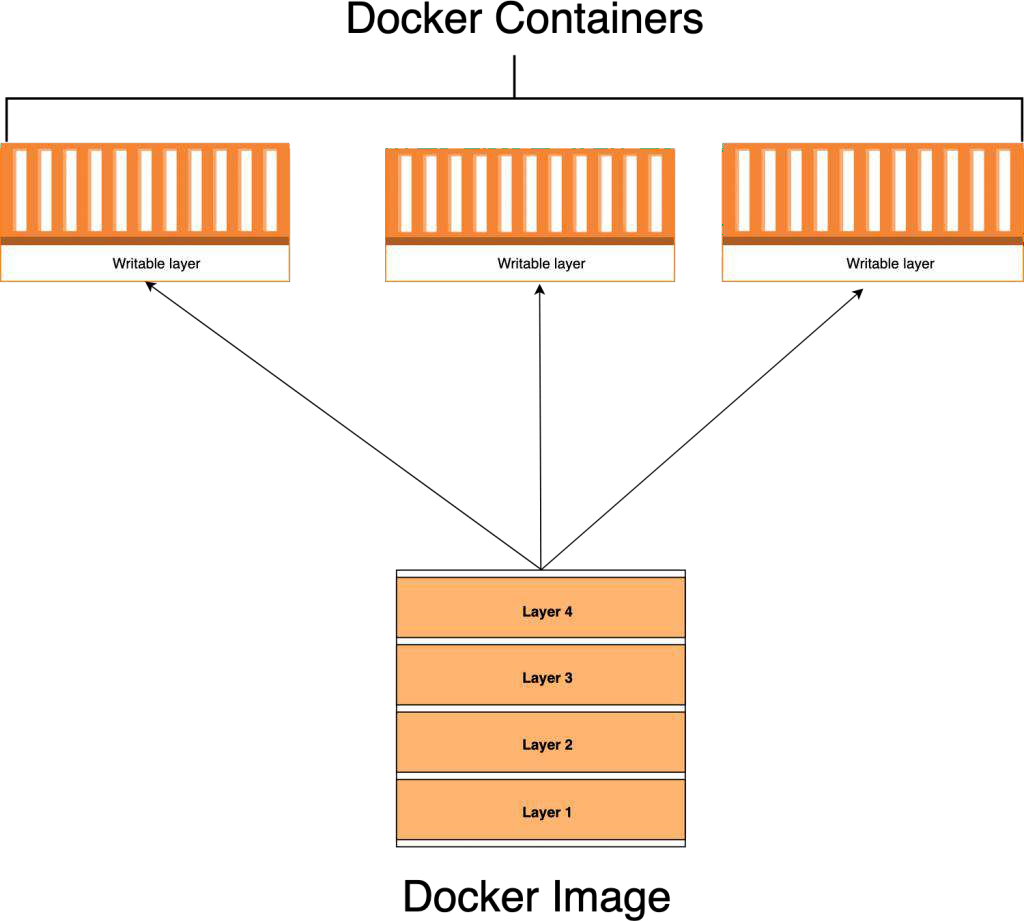 Docker Containers
Writable layer
Writable layer
Writable layer
Layer 4
Layer 3
Layer 2
Layer 1
Docker Image